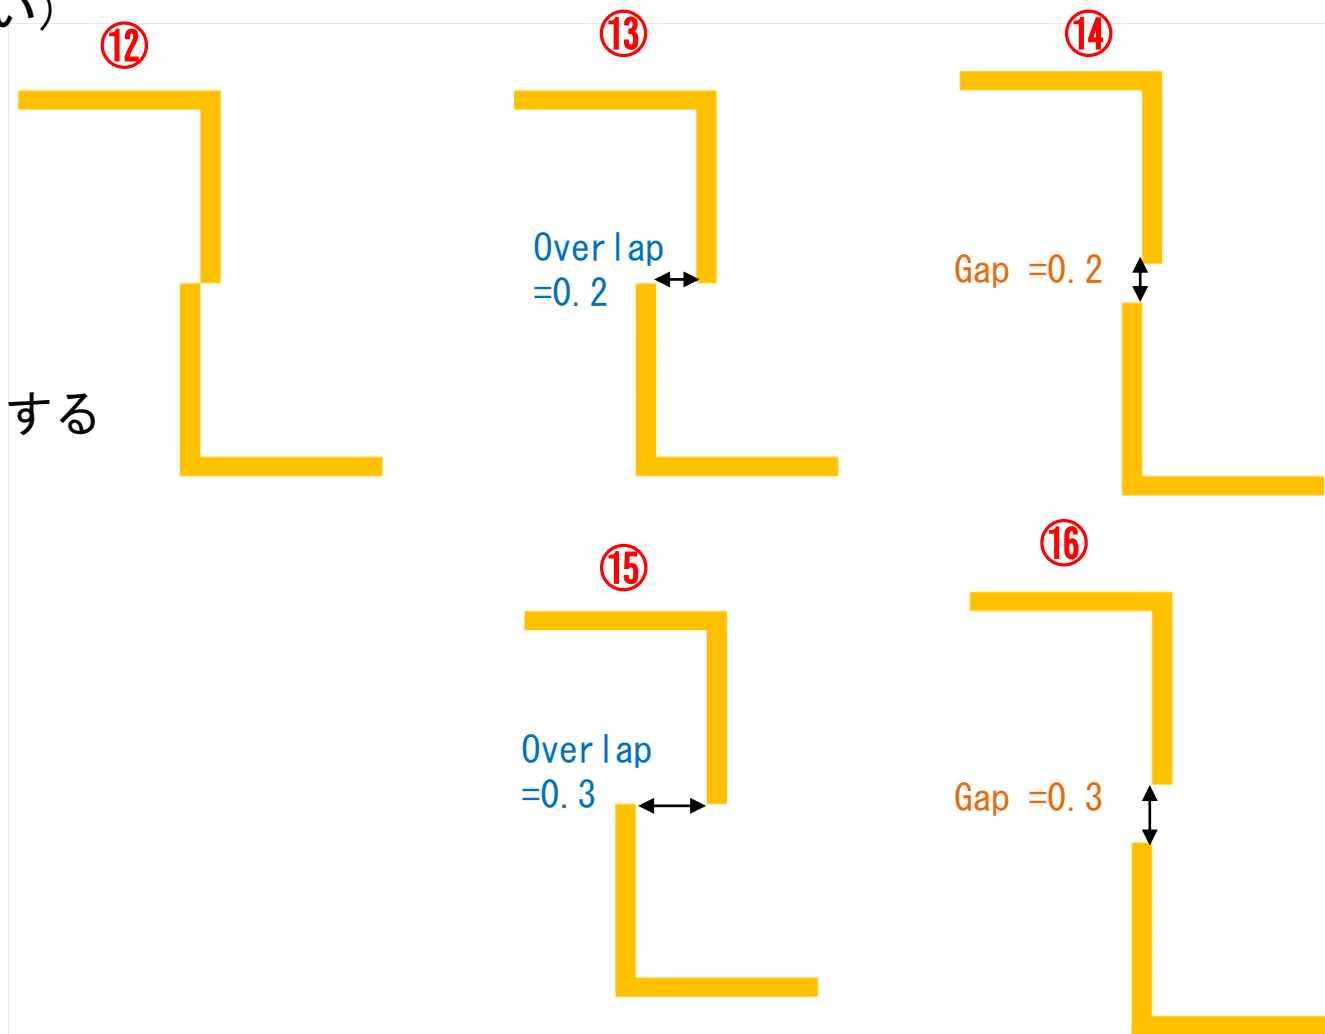 い)
⑫
⑬
⑭
Overlap
=0.2
Gap =0.2
する
⑮
⑯
Overlap
=0.3
Gap =0.3